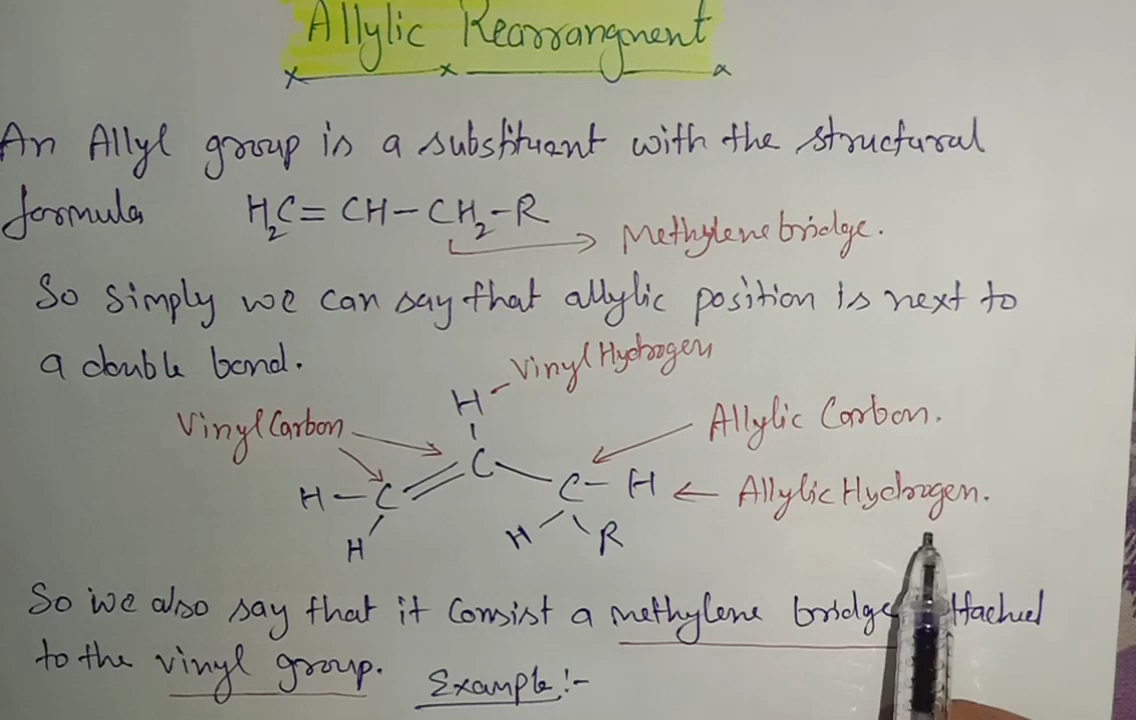 Allylic Rearrangment
An Allyl group is a substituent with the structural
formula H₂C=CH-CH₂-R
Methylene bridge.
So simply we can say that allylic position is next to
a double bond.
Vinyl Hydrogen
Vinyl Carbon
Allylic Carbon.
H
C
H-C
C-H
Allylic Hydrogen.
H
H
R
So we also say that it consist a methylene bridge
to the vinyl group. Example:-